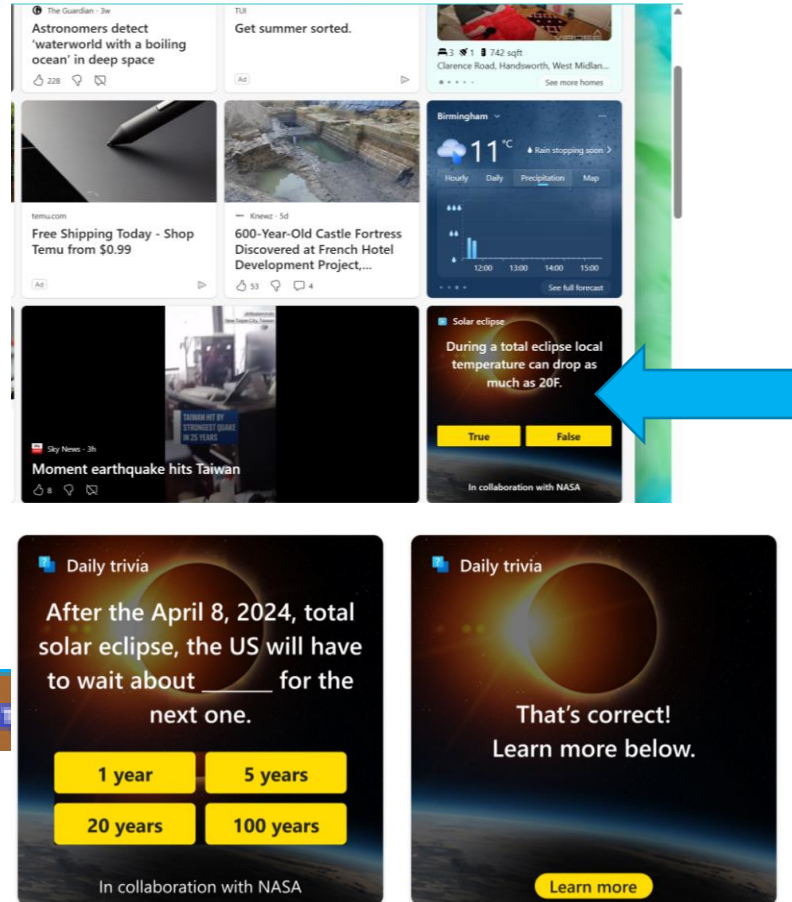 The Guardian · 3w
Astronomers detect
‘waterworld with a boiling
ocean’ in deep space
228
TUI
Get summer sorted.
Ad
3 1 742 sqft
Clarence Road, Handsworth, West Midlan...
See more homes
temu.com
Free Shipping Today - Shop
Temu from $0.99
Ad
Knewz · 5d
600-Year-Old Castle Fortress
Discovered at French Hotel
Development Project,...
53 4
Birmingham
11°C
Rain stopping soon
Hourly Daily Precipitation Map
12:00 13:00 14:00 15:00
See full forecast
New Taipei City, Taiwan
TAIWAN HIT BY
STRONGEST QUAKE
IN 25 YEARS
Sky News · 3h
Moment earthquake hits Taiwan
8
Solar eclipse
During a total eclipse local
temperature can drop as
much as 20F.
True False
In collaboration with NASA
Daily trivia
After the April 8, 2024, total
solar eclipse, the US will have
to wait about ______ for the
next one.
1 year 5 years
20 years 100 years
In collaboration with NASA
Daily trivia
That’s correct!
Learn more below.
Learn more